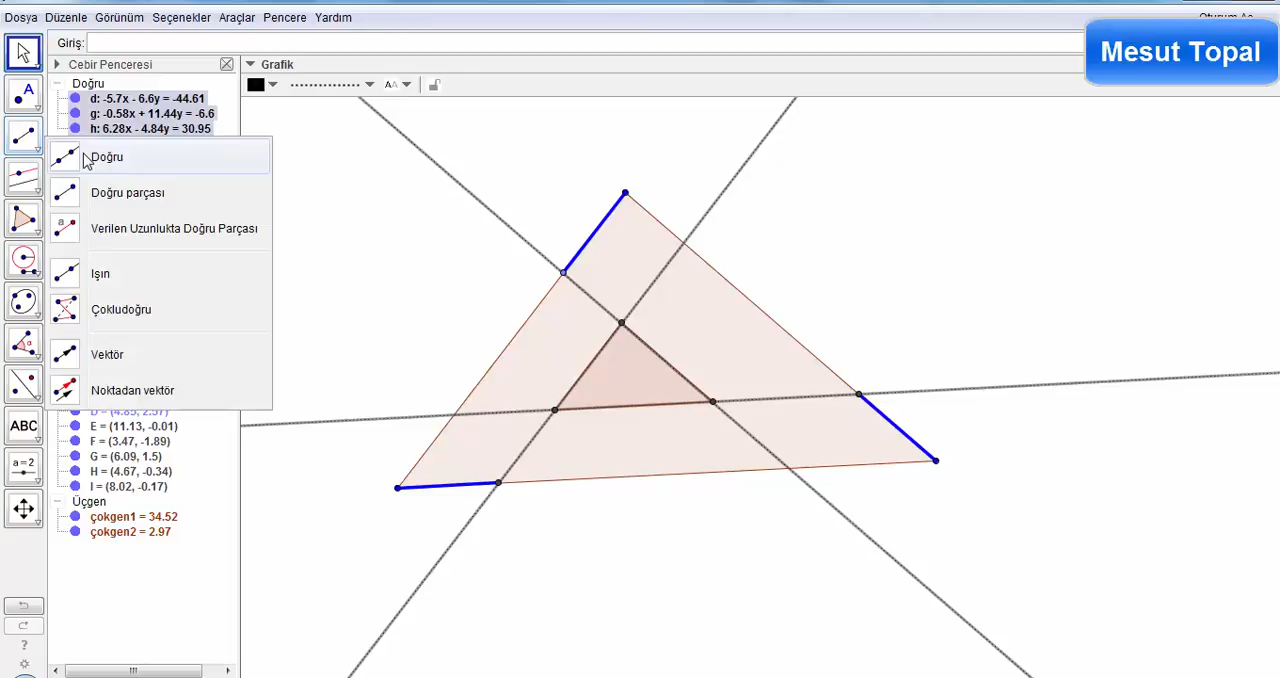 Dosya Düzenle Görünüm Seçenekler Araçlar Pencere Yardım
Mesut Topal
Giriş:
Cebir Penceresi
Grafik
Doğru
d: -5.7x - 6.6y = -44.61
g: -0.58x + 11.44y = -6.6
h: 6.28x - 4.84y = 30.95
Doğru
Doğru parçası
a
Verilen Uzunlukta Doğru Parçası
Işın
Çokludoğru
Vektör
Noktadan vektör
E = (11.13, -0.01)
F = (3.47, -1.89)
G = (6.09, 1.5)
H = (4.67, -0.34)
I = (8.02, -0.17)
Üçgen
çokgen1 = 34.52
çokgen2 = 2.97
A
α
ABC
a=2
?